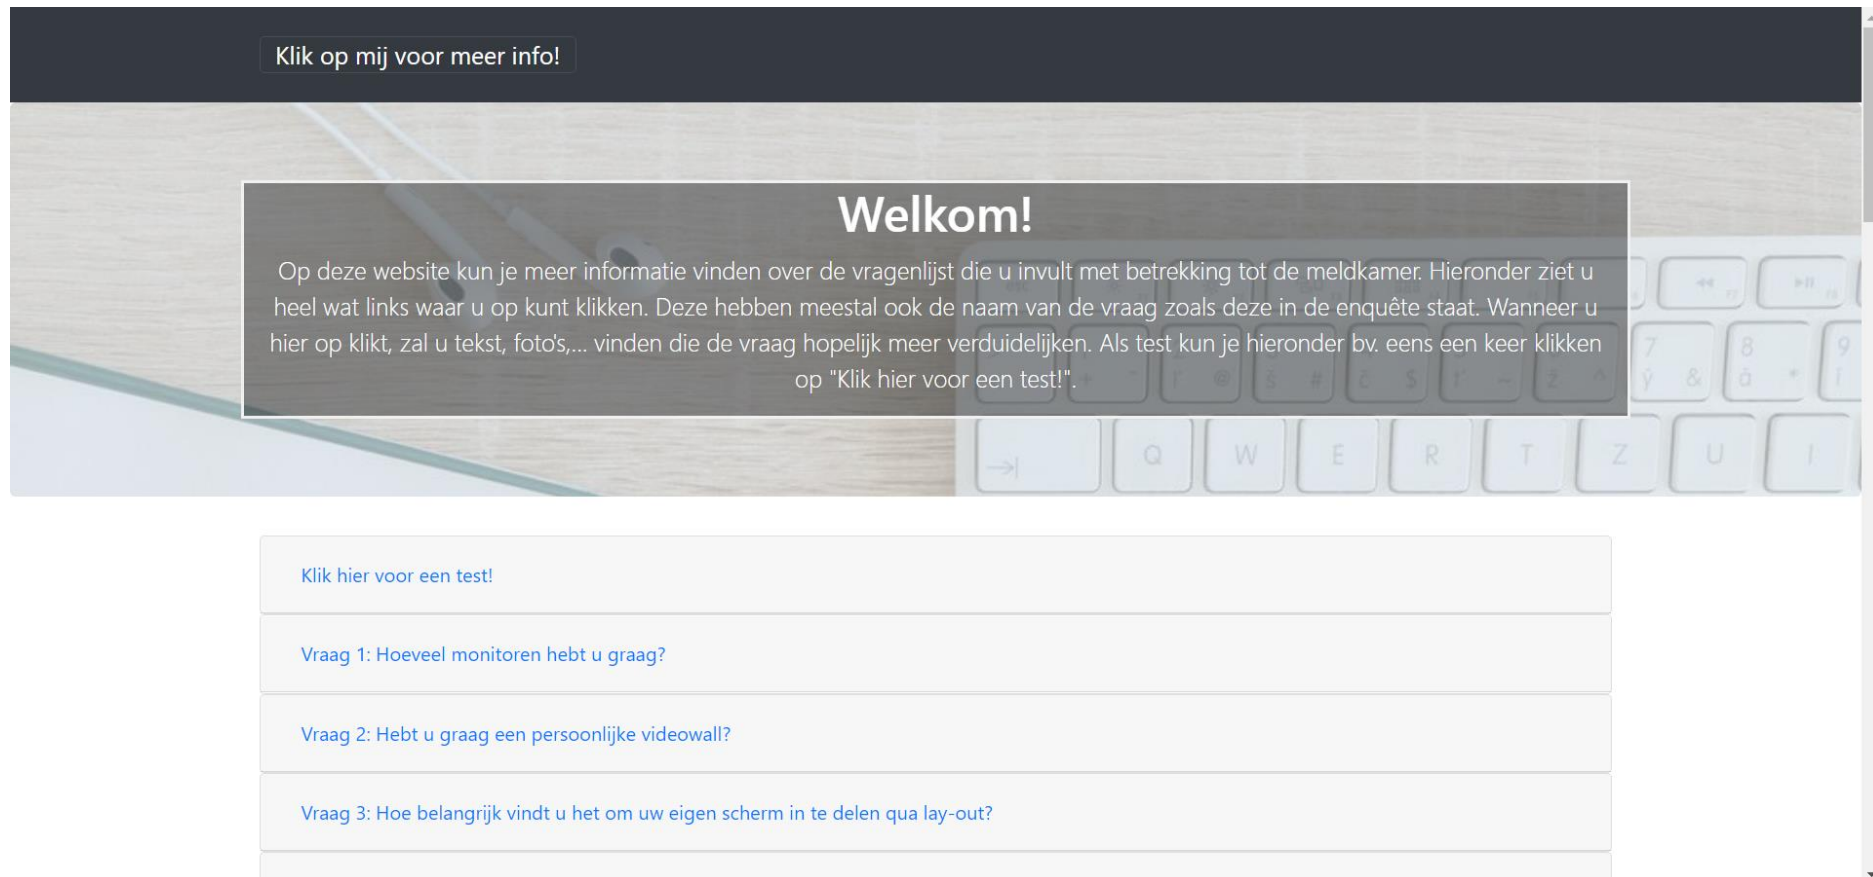 Klik op mij voor meer info!
Welkom!
Op deze website kun je meer informatie vinden over de vragenlijst die u invult met betrekking tot de meldkamer. Hieronder ziet u
heel wat links waar u op kunt klikken. Deze hebben meestal ook de naam van de vraag zoals deze in de enquête staat. Wanneer u
hier op klikt, zal u tekst, foto's,... vinden die de vraag hopelijk meer verduidelijken. Als test kun je hieronder bv. eens een keer klikken
op "Klik hier voor een test!".
7 8 9
ý & á * í
Q W E R T Z U I
Klik hier voor een test!
Vraag 1: Hoeveel monitoren hebt u graag?
Vraag 2: Hebt u graag een persoonlijke videowall?
Vraag 3: Hoe belangrijk vindt u het om uw eigen scherm in te delen qua lay-out?